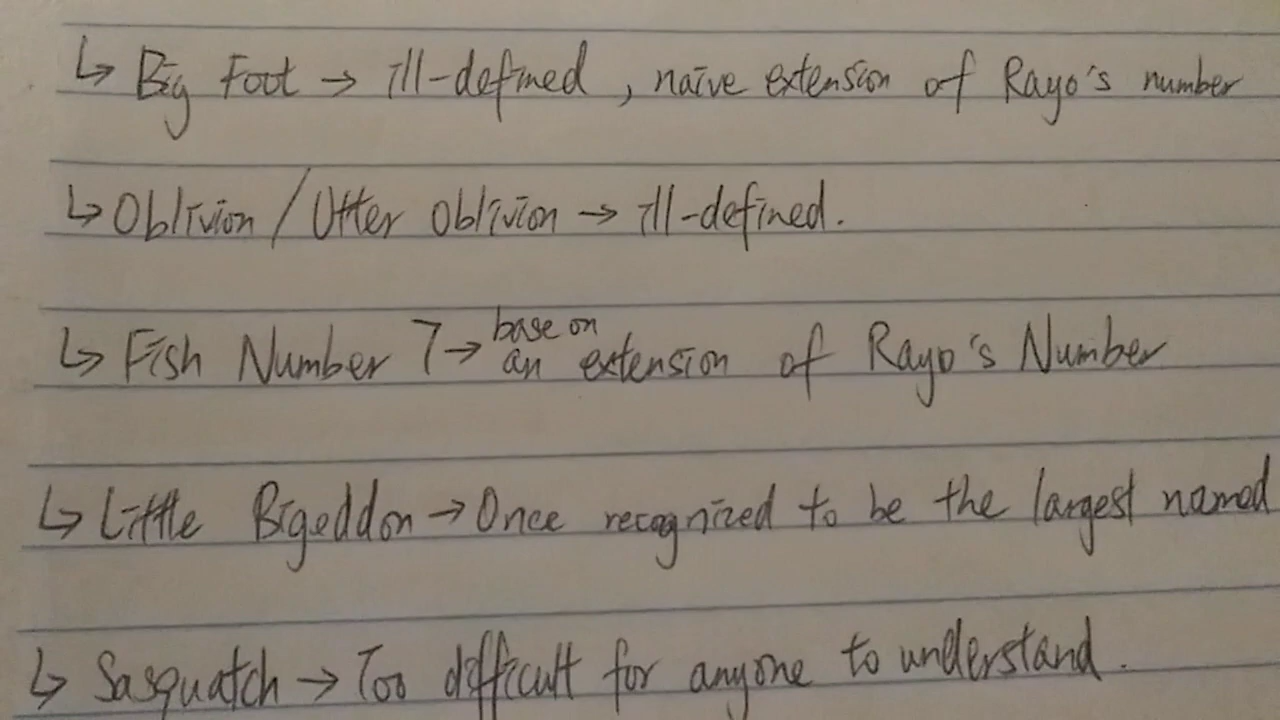 ↳ Big Foot → ill-defined, naïve extension of Rayo's number
↳ Oblivion / Utter Oblivion → ill-defined.
↳ Fish Number 7 → base on an extension of Rayo's Number
↳ Little Bigeddon → Once recognized to be the largest named
↳ Sasquatch → Too difficult for anyone to understand.